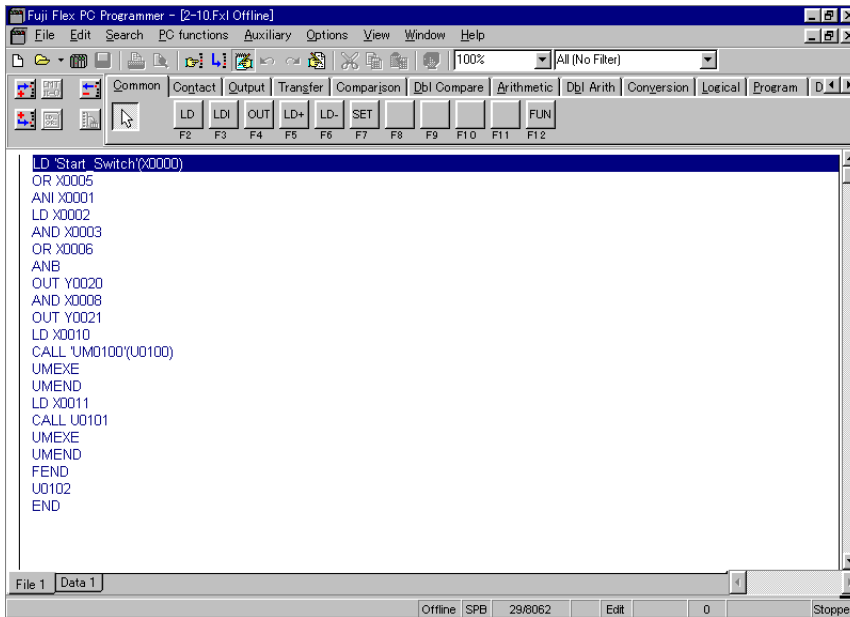 Fuji Flex PC Programmer - [2-10.Fxl Offline]
File Edit Search PC functions Auxiliary Options View Window Help
100% All (No Filter)
Common Contact Output Transfer Comparison Dbl Compare Arithmetic Dbl Arith Conversion Logical Program D
LD LDI OUT LD+ LD- SET FUN
F2 F3 F4 F5 F6 F7 F8 F9 F10 F11 F12
LD 'Start_Switch'(X0000)
OR X0005
ANI X0001
LD X0002
AND X0003
OR X0006
ANB
OUT Y0020
AND X0008
OUT Y0021
LD X0010
CALL 'UM0100'(U0100)
UMEXE
UMEND
LD X0011
CALL U0101
UMEXE
UMEND
FEND
U0102
END
File 1 Data 1
Offline SPB 29/8062 Edit 0 Stoppe